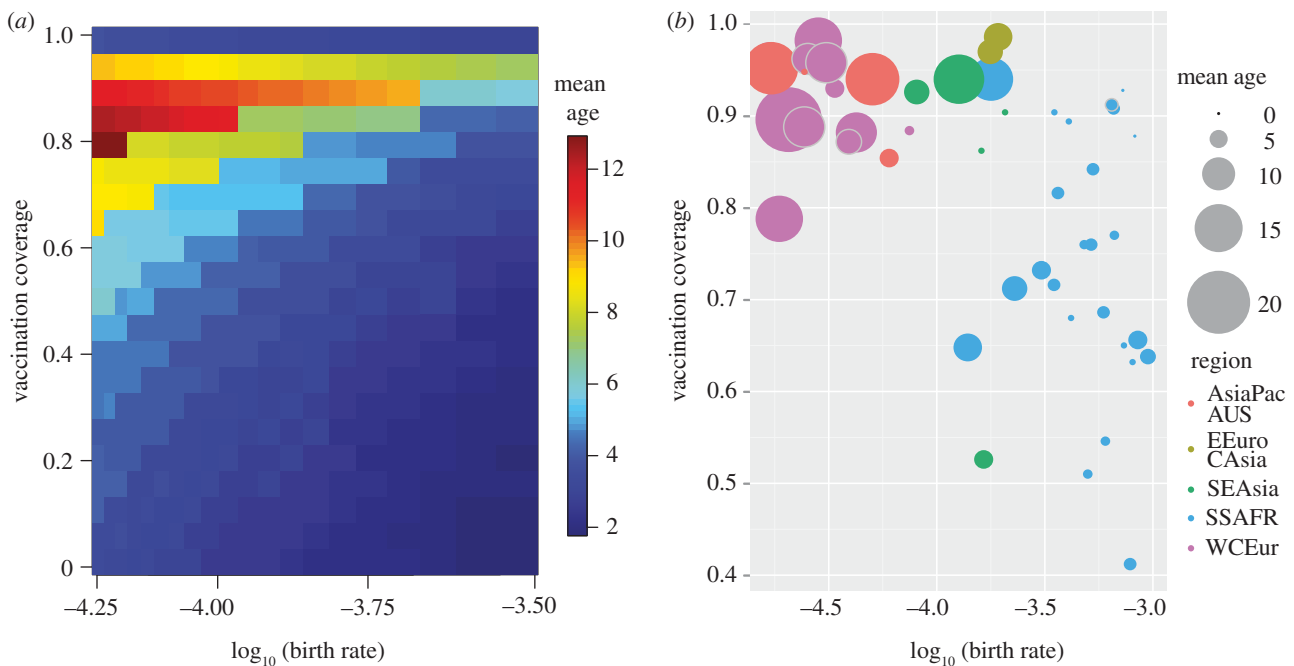 (a)
1.0
0.8
0.6
0.4
0.2
0
vaccination coverage
–4.25
–4.00
–3.75
–3.50
log10 (birth rate)
mean
age
12
10
8
6
4
2
(b)
1.0
0.9
0.8
0.7
0.6
0.5
0.4
vaccination coverage
–4.5
–4.0
–3.5
–3.0
log10 (birth rate)
mean age
0
5
10
15
20
region
AsiaPac
AUS
EEuro
CAsia
SEAsia
SSAFR
WCEur